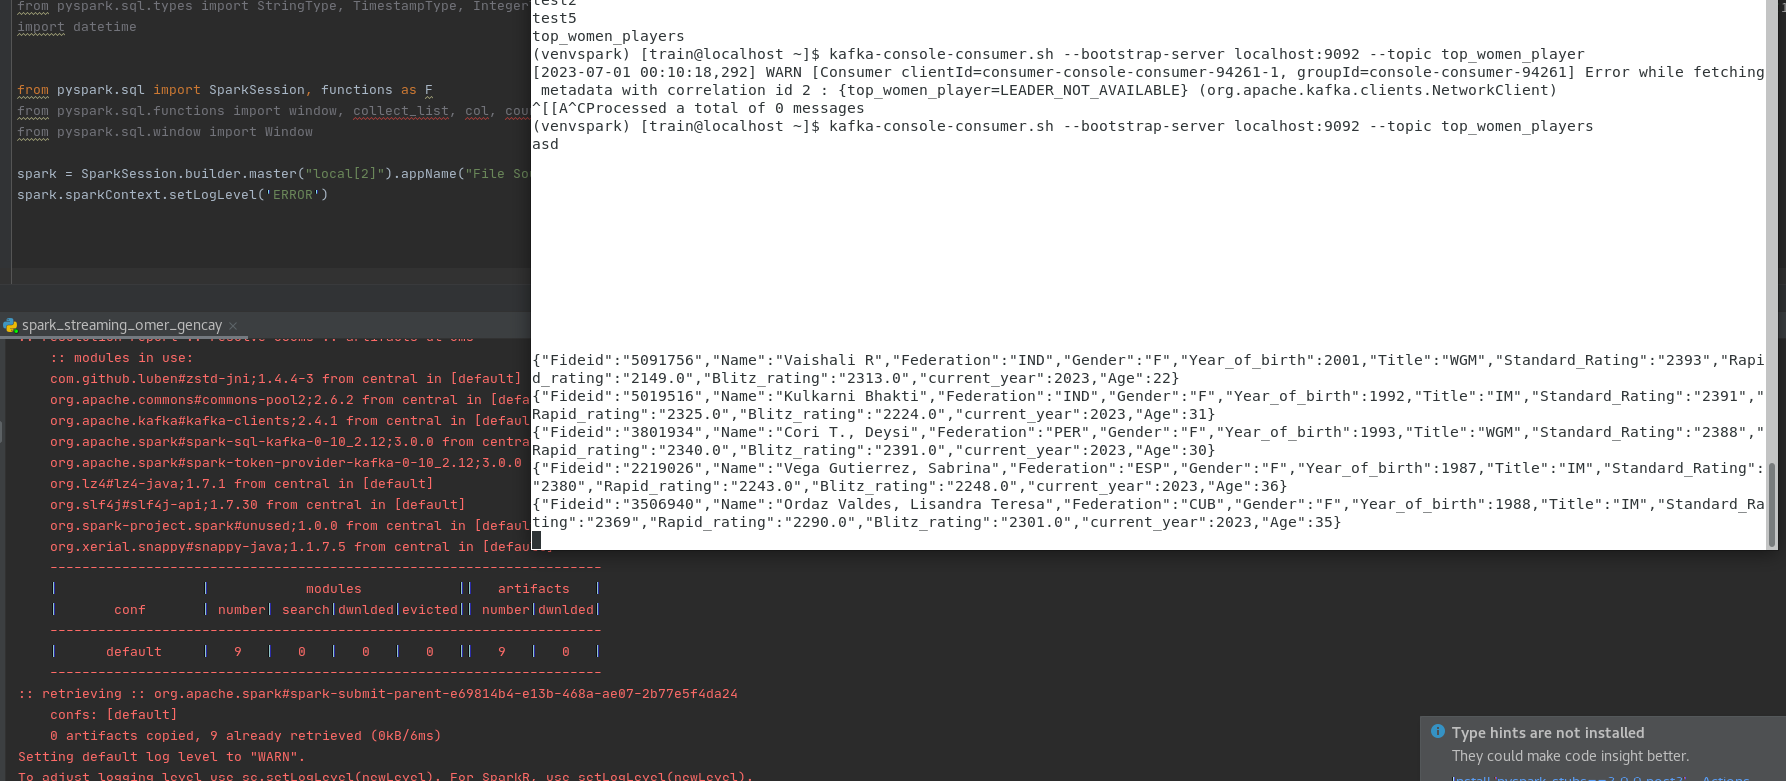 from pyspark.sql.types import StringType, TimestampType, Integer
import datetime
from pyspark.sql import SparkSession, functions as F
from pyspark.sql.functions import window, collect_list, col, cou
from pyspark.sql.window import Window
spark = SparkSession.builder.master("local[2]").appName("File Sou
spark.sparkContext.setLogLevel('ERROR')
test2
test5
top_women_players
(venvspark) [train@localhost ~]$ kafka-console-consumer.sh --bootstrap-server localhost:9092 --topic top_women_player
[2023-07-01 00:10:18,292] WARN [Consumer clientId=consumer-console-consumer-94261-1, groupId=console-consumer-94261] Error while fetching
metadata with correlation id 2 : {top_women_player=LEADER_NOT_AVAILABLE} (org.apache.kafka.clients.NetworkClient)
^[[A^CProcessed a total of 0 messages
(venvspark) [train@localhost ~]$ kafka-console-consumer.sh --bootstrap-server localhost:9092 --topic top_women_players
asd
{"Fideid":"5091756","Name":"Vaishali R","Federation":"IND","Gender":"F","Year_of_birth":2001,"Title":"WGM","Standard_Rating":"2393","Rapi
d_rating":"2149.0","Blitz_rating":"2313.0","current_year":2023,"Age":22}
{"Fideid":"5019516","Name":"Kulkarni Bhakti","Federation":"IND","Gender":"F","Year_of_birth":1992,"Title":"IM","Standard_Rating":"2391","
Rapid_rating":"2325.0","Blitz_rating":"2224.0","current_year":2023,"Age":31}
{"Fideid":"3801934","Name":"Cori T., Deysi","Federation":"PER","Gender":"F","Year_of_birth":1993,"Title":"WGM","Standard_Rating":"2388","
Rapid_rating":"2340.0","Blitz_rating":"2391.0","current_year":2023,"Age":30}
{"Fideid":"2219026","Name":"Vega Gutierrez, Sabrina","Federation":"ESP","Gender":"F","Year_of_birth":1987,"Title":"IM","Standard_Rating":
"2380","Rapid_rating":"2243.0","Blitz_rating":"2248.0","current_year":2023,"Age":36}
{"Fideid":"3506940","Name":"Ordaz Valdes, Lisandra Teresa","Federation":"CUB","Gender":"F","Year_of_birth":1988,"Title":"IM","Standard_Ra
ting":"2369","Rapid_rating":"2290.0","Blitz_rating":"2301.0","current_year":2023,"Age":35}
spark_streaming_omer_gencay
:: modules in use:
com.github.luben#zstd-jni;1.4.4-3 from central in [default]
org.apache.commons#commons-pool2;2.6.2 from central in [defa
org.apache.kafka#kafka-clients;2.4.1 from central in [defaul
org.apache.spark#spark-sql-kafka-0-10_2.12;3.0.0 from centra
org.apache.spark#spark-token-provider-kafka-0-10_2.12;3.0.0
org.lz4#lz4-java;1.7.1 from central in [default]
org.slf4j#slf4j-api;1.7.30 from central in [default]
org.spark-project.spark#unused;1.0.0 from central in [defaul
org.xerial.snappy#snappy-java;1.1.7.5 from central in [default]
---------------------------------------------------------------------
| | modules || artifacts |
| conf | number| search|dwnlded|evicted|| number|dwnlded|
---------------------------------------------------------------------
| default | 9 | 0 | 0 | 0 || 9 | 0 |
---------------------------------------------------------------------
:: retrieving :: org.apache.spark#spark-submit-parent-e69814b4-e13b-468a-ae07-2b77e5f4da24
confs: [default]
0 artifacts copied, 9 already retrieved (0kB/6ms)
Setting default log level to "WARN".
To adjust logging level use sc.setLogLevel(newLevel). For SparkR, use setLogLevel(newLevel).
Type hints are not installed
They could make code insight better.
Actions